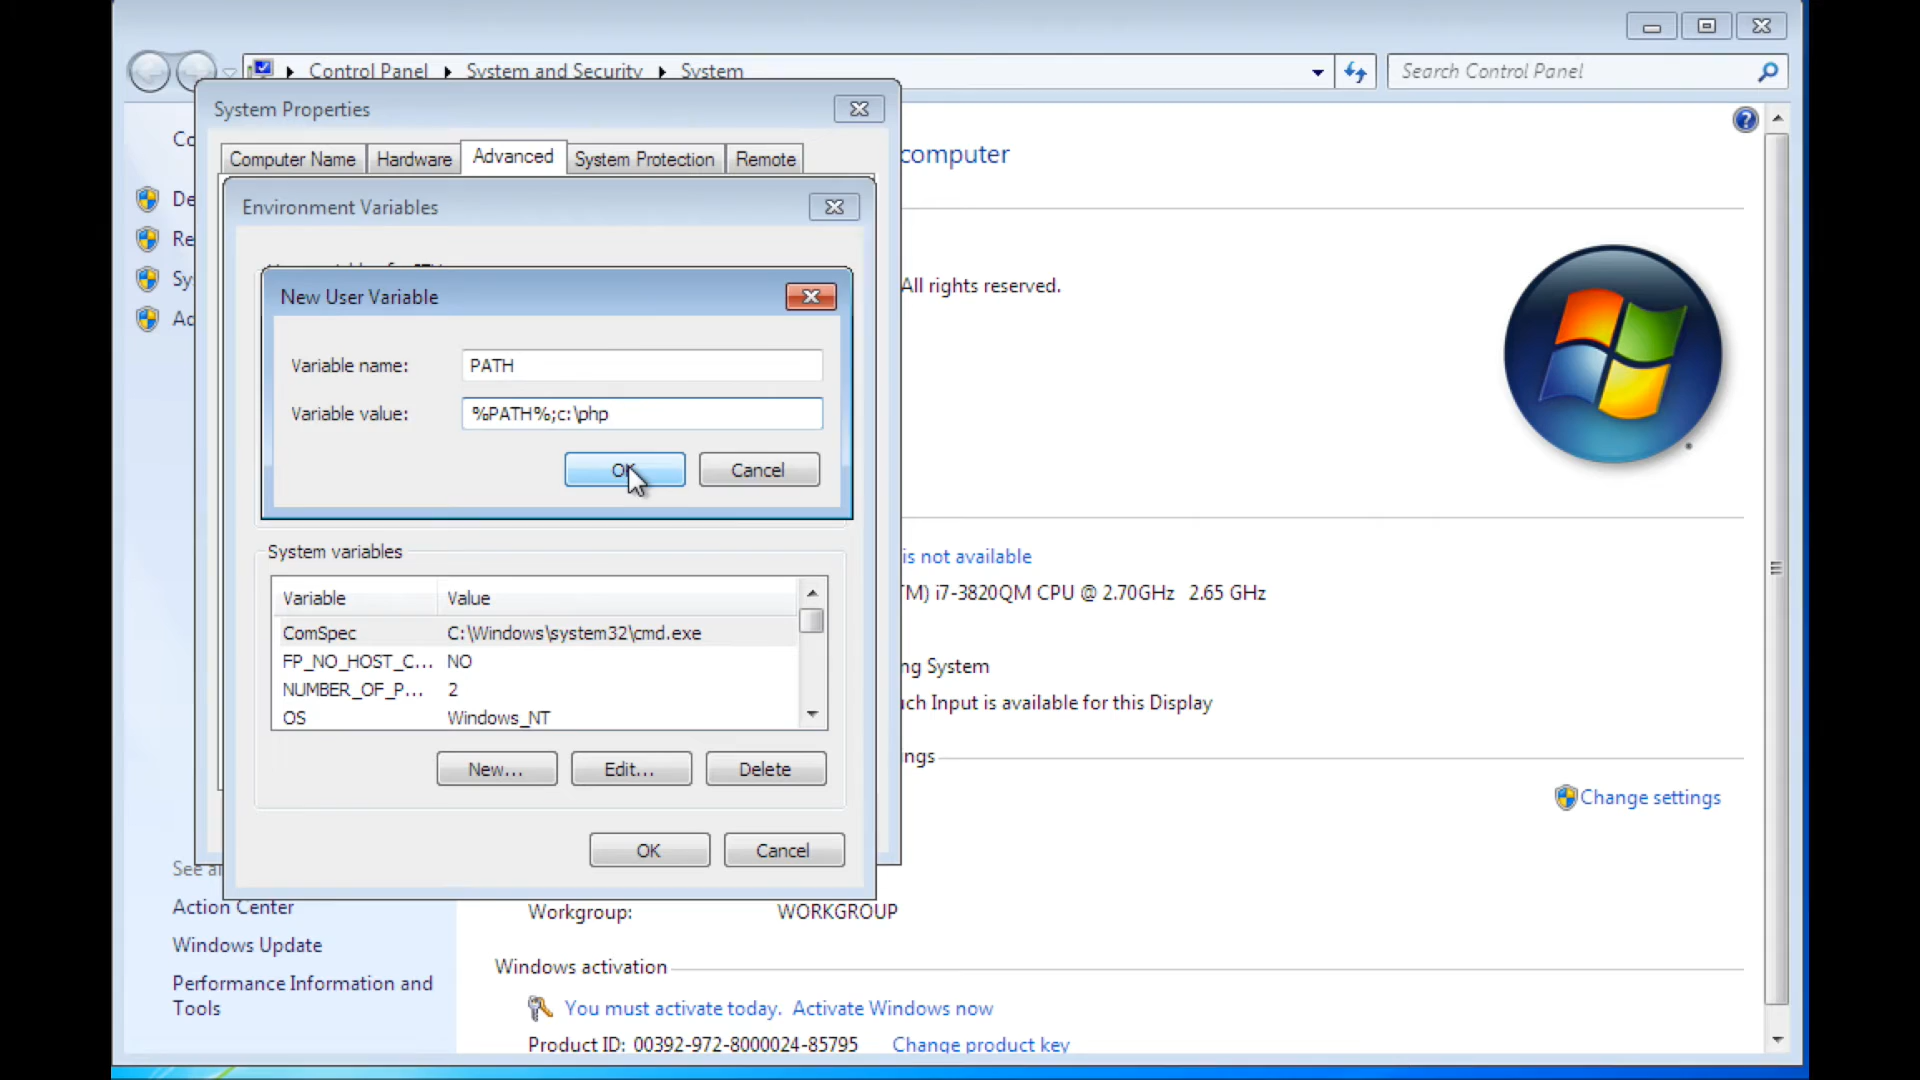 Control Panel
System and Security
System
Search Control Panel
System Properties
Computer Name
Hardware
Advanced
System Protection
Remote
computer
Environment Variables
All rights reserved.
New User Variable
Variable name:
PATH
Variable value:
%PATH%;c:\php
OK
Cancel
System variables
is not available
Variable
Value
TM) i7-3820QM CPU @ 2.70GHz 2.65 GHz
ComSpec
C:\Windows\system32\cmd.exe
FP_NO_HOST_C...
NO
NUMBER_OF_P...
2
OS
Windows_NT
ng System
uch Input is available for this Display
ngs
New...
Edit...
Delete
Change settings
OK
Cancel
See a
Action Center
Windows Update
Performance Information and
Tools
Workgroup:
WORKGROUP
Windows activation
You must activate today. Activate Windows now
Product ID: 00392-972-8000024-85795
Change product key